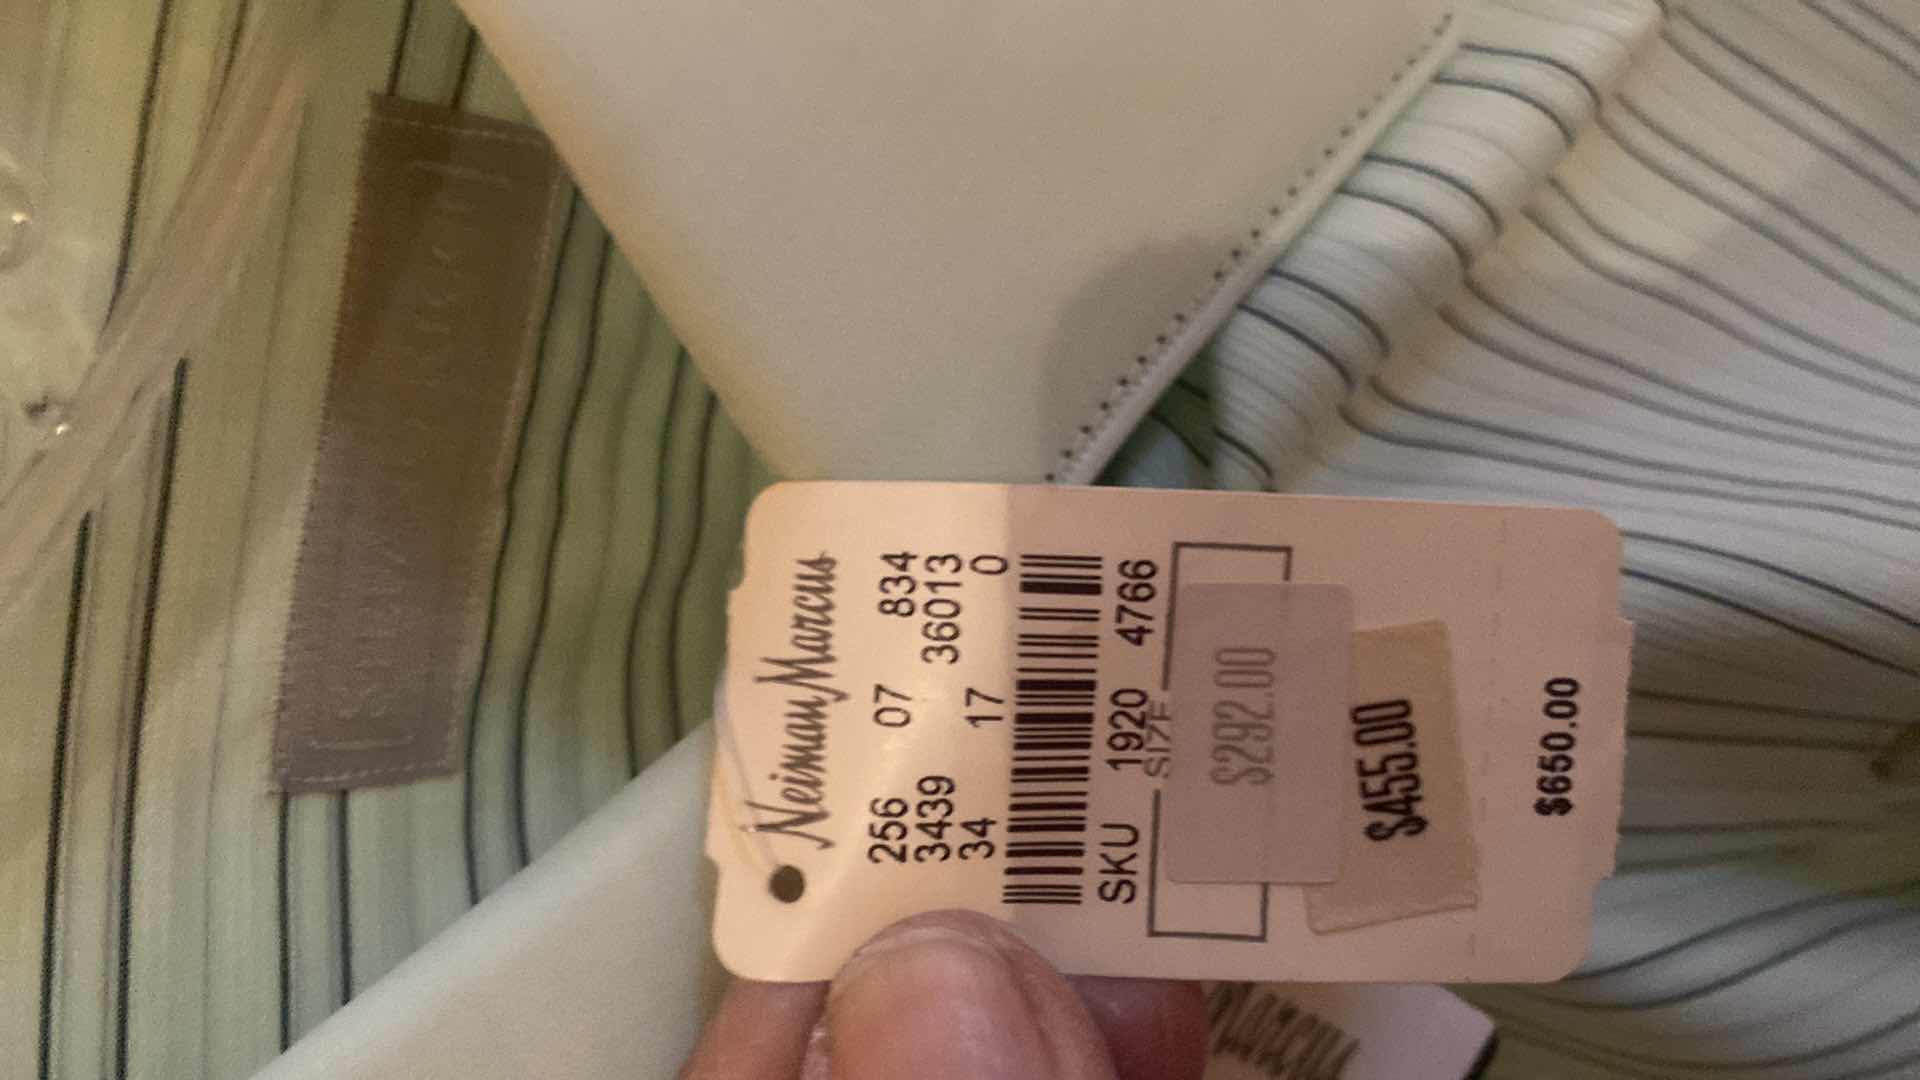 Neiman Marcus
256 07 834
3439 36013
34 17 0
SKU 1920 4766
SIZE
$292.00
$455.00
$650.00
Marcus